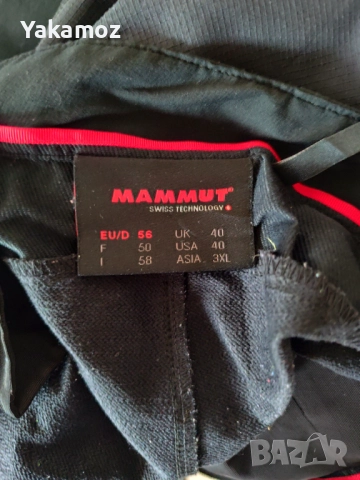 Yakamoz
MAMMUT
SWISS TECHNOLOGY
EU/D 56 UK 40
F 50 USA 40
I 58 ASIA 3XL
BAZAR